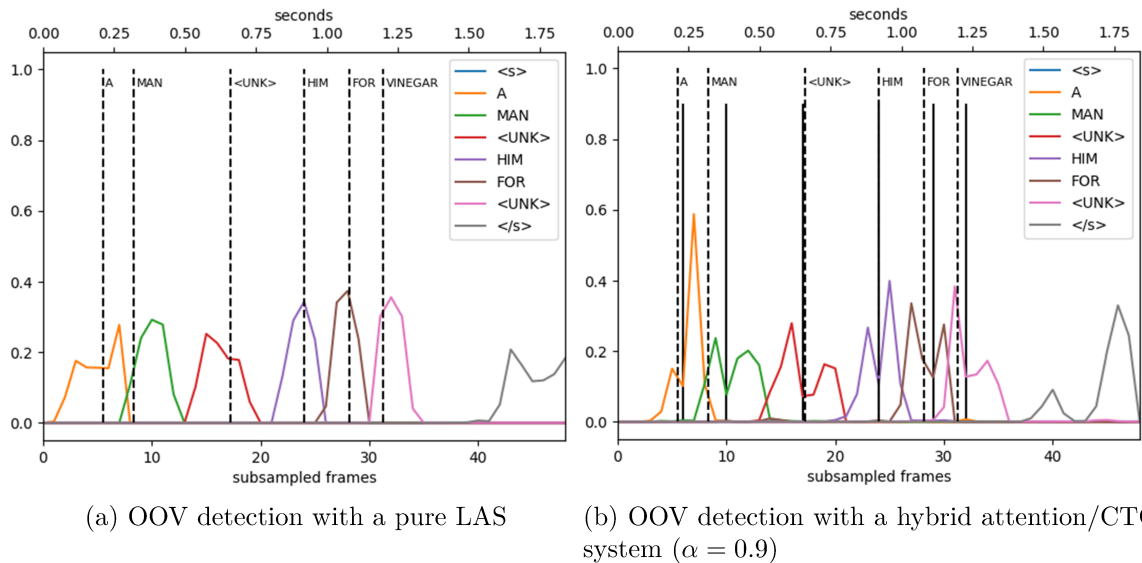 seconds
0.00 0.25 0.50 0.75 1.00 1.25 1.50 1.75
1.0
0.8
0.6
0.4
0.2
0.0
A MAN <UNK> HIM FOR VINEGAR
<s>
A
MAN
<UNK>
HIM
FOR
<UNK>
</s>
0 10 20 30 40
subsampled frames
(a) OOV detection with a pure LAS
seconds
0.00 0.25 0.50 0.75 1.00 1.25 1.50 1.75
1.0
0.8
0.6
0.4
0.2
0.0
A MAN <UNK> HIM FOR VINEGAR
<s>
A
MAN
<UNK>
HIM
FOR
<UNK>
</s>
0 20 40
subsampled frames
(b) OOV detection with a hybrid attention/CTC
system (α = 0.9)